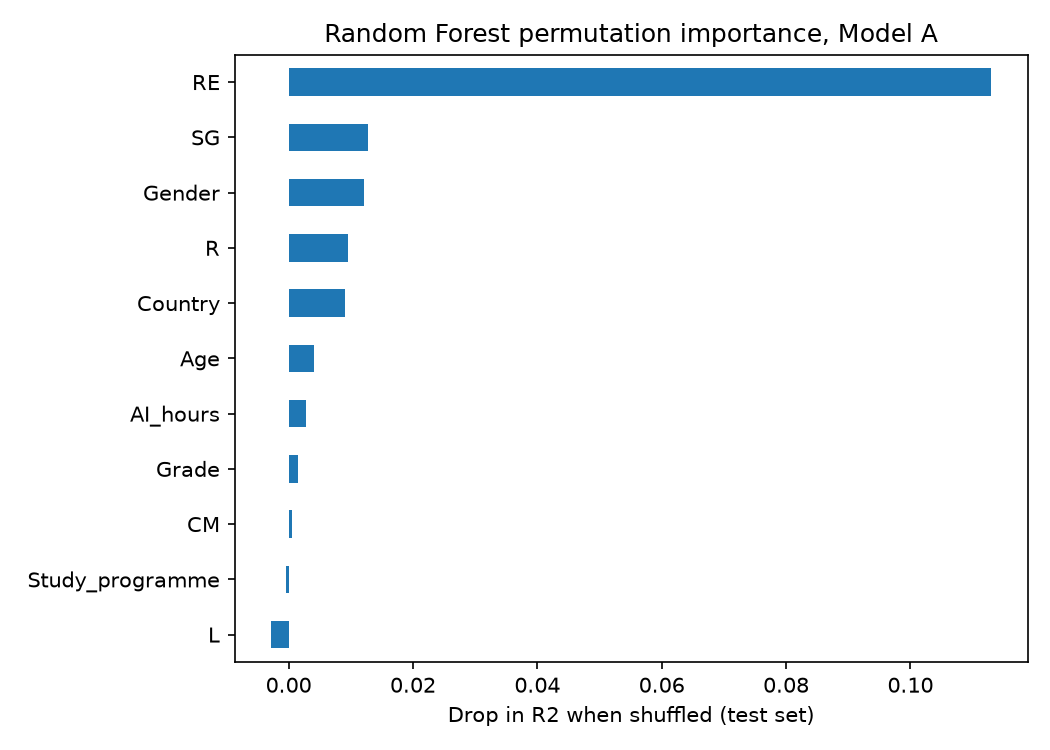 Random Forest permutation importance, Model A
RE
SG
Gender
R
Country
Age
AI_hours
Grade
CM
Study_programme
L
0.00 0.02 0.04 0.06 0.08 0.10
Drop in R2 when shuffled (test set)